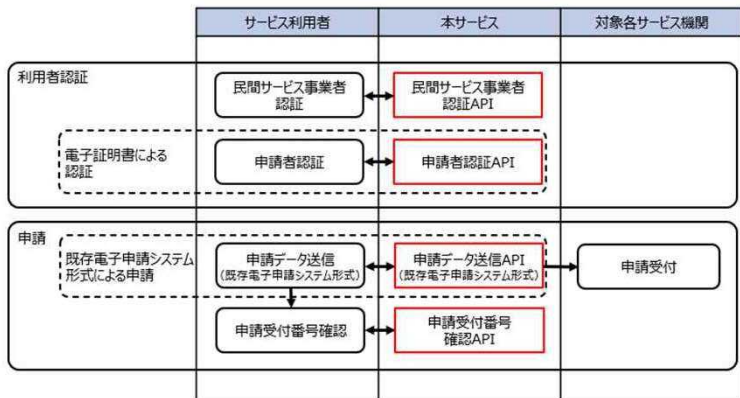 サービス利用者
本サービス
対象各サービス機関
利用者認証
民間サービス事業者
認証
民間サービス事業者
認証API
電子証明書による
認証
申請者認証
申請者認証API
申請
既存電子申請システム
形式による申請
申請データ送信
(既存電子申請システム形式)
申請データ送信API
(既存電子申請システム形式)
申請受付
申請受付番号確認
申請受付番号
確認API